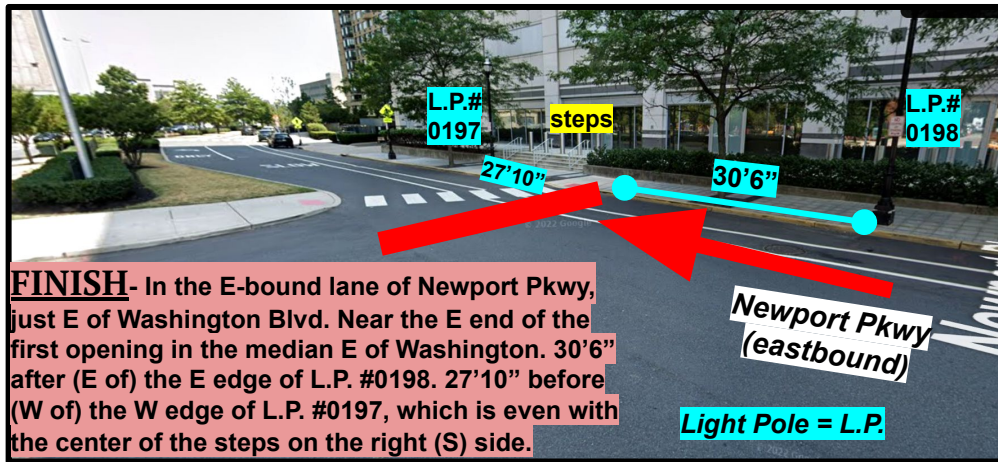 L.P.#
0197
steps
L.P.#
0198
27'10”
30'6”
© 2022 Google
Newport Pkwy
(eastbound)
FINISH- In the E-bound lane of Newport Pkwy,
just E of Washington Blvd. Near the E end of the
first opening in the median E of Washington. 30'6”
after (E of) the E edge of L.P. #0198. 27'10” before
(W of) the W edge of L.P. #0197, which is even with
the center of the steps on the right (S) side.
Light Pole = L.P.